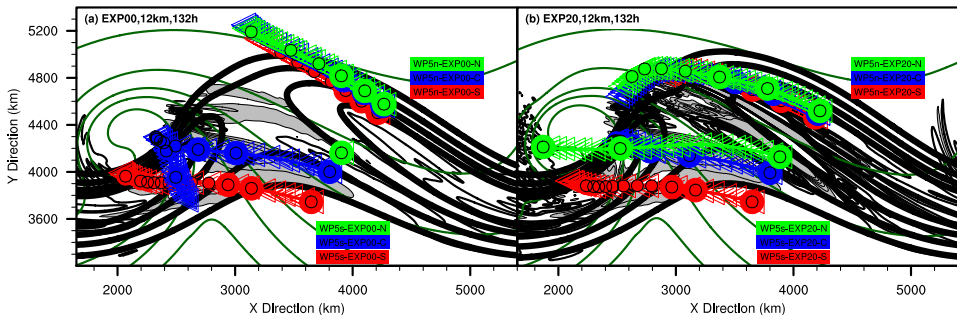 (a) EXP00,12km,132h
(b) EXP20,12km,132h
WP5n-EXP00-N
WP5n-EXP00-C
WP5n-EXP00-S
WP5n-EXP20-N
WP5n-EXP20-C
WP5n-EXP20-S
WP5s-EXP00-N
WP5s-EXP00-C
WP5s-EXP00-S
WP5s-EXP20-N
WP5s-EXP20-C
WP5s-EXP20-S
5200
4800
4400
4000
3600
Y Direction (km)
2000 3000 4000 5000
2000 3000 4000 5000
X Direction (km)
X Direction (km)